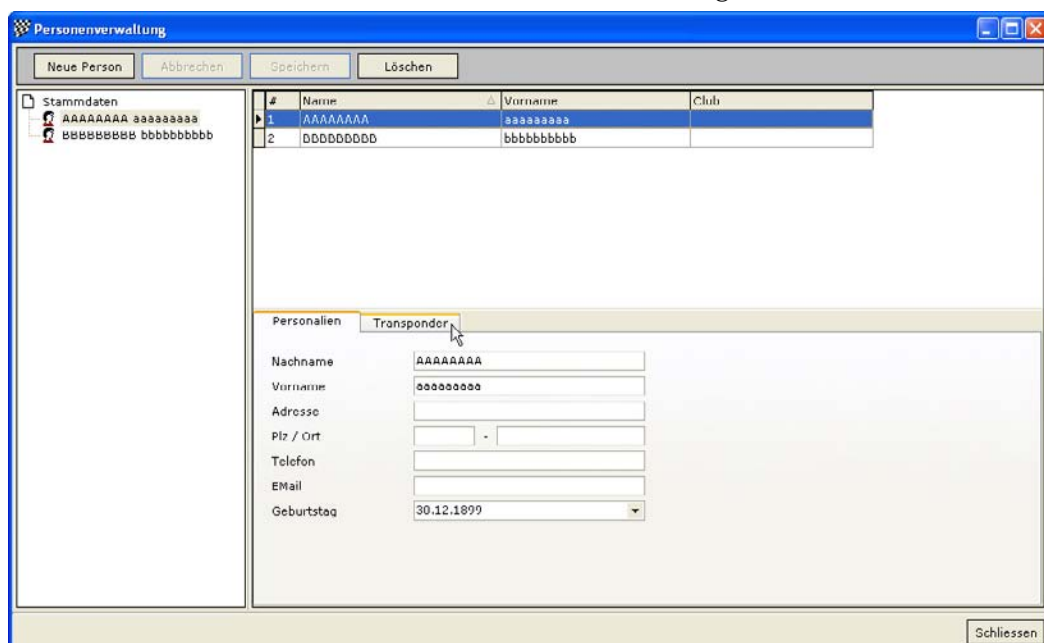 Personenverwaltung
Neue Person Abbrechen Speichern Löschen
Stammdaten
AAAAAAAA aaaaaaaaa
BBBBBBBBB bbbbbbbbbb
# Name Vorname Club
1 AAAAAAAA aaaaaaaaa
2 BBBBBBBBB bbbbbbbbbb
Personalien Transponder
Nachname AAAAAAAA
Vorname aaaaaaaaa
Adresse
Plz / Ort -
Telefon
EMail
Geburtstag 30.12.1899
Schliessen